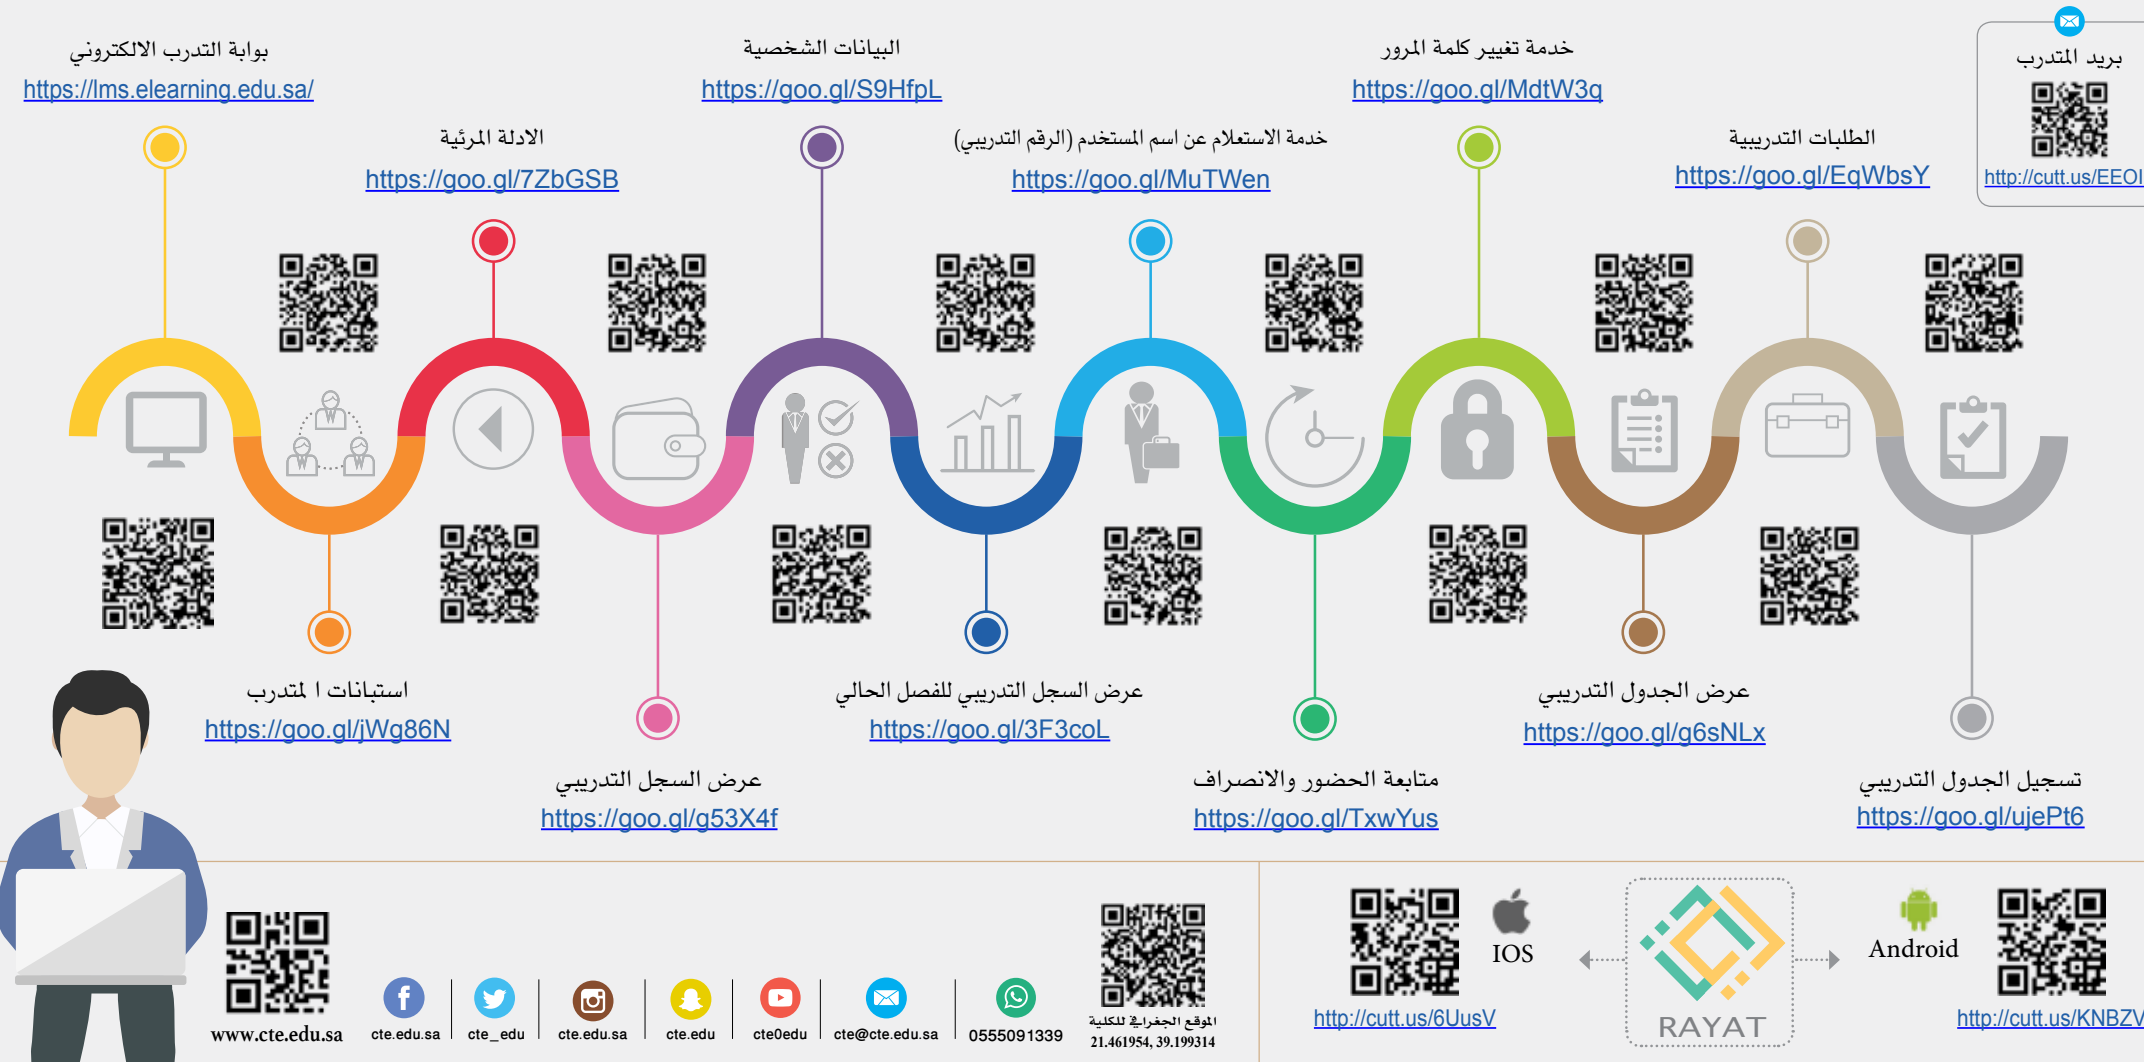 بريد المتدرب
http://cutt.us/EEOI
خدمة تغيير كلمة المرور
https://goo.gl/MdtW3q
البيانات الشخصية
https://goo.gl/S9HfpL
بوابة التدرب الالكتروني
https://lms.elearning.edu.sa/
الطلبات التدريبية
https://goo.gl/EqWbsY
خدمة الاستعلام عن اسم المستخدم (الرقم التدريبي)
https://goo.gl/MuTWen
الادلة المرئية
https://goo.gl/7ZbGSB
عرض الجدول التدريبي
https://goo.gl/g6sNLx
عرض السجل التدريبي للفصل الحالي
https://goo.gl/3F3coL
استبانات ا لمتدرب
https://goo.gl/jWg86N
تسجيل الجدول التدريبي
https://goo.gl/ujePt6
متابعة الحضور والانصراف
https://goo.gl/TxwYus
عرض السجل التدريبي
https://goo.gl/g53X4f
Android
http://cutt.us/KNBZV
RAYAT
IOS
http://cutt.us/6UusV
الموقع الجغرافي للكلية
21.461954, 39.199314
0555091339
cte@cte.edu.sa
cte0edu
cte.edu
cte.edu.sa
cte_edu
cte.edu.sa
www.cte.edu.sa